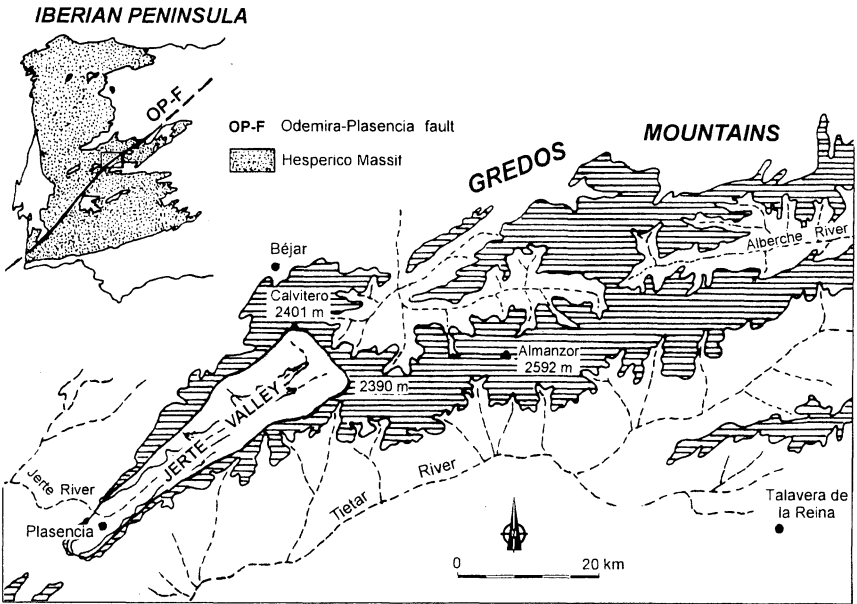 IBERIAN PENINSULA
OP-F
OP-F Odemira-Plasencia fault
Hesperico Massif
GREDOS MOUNTAINS
Béjar
Calvitero
2401 m
Alberche River
Almanzor
2592 m
2390 m
JERTE VALLEY
Jerte River
Tietar River
Plasencia
Talavera de
la Reina
0 20 km